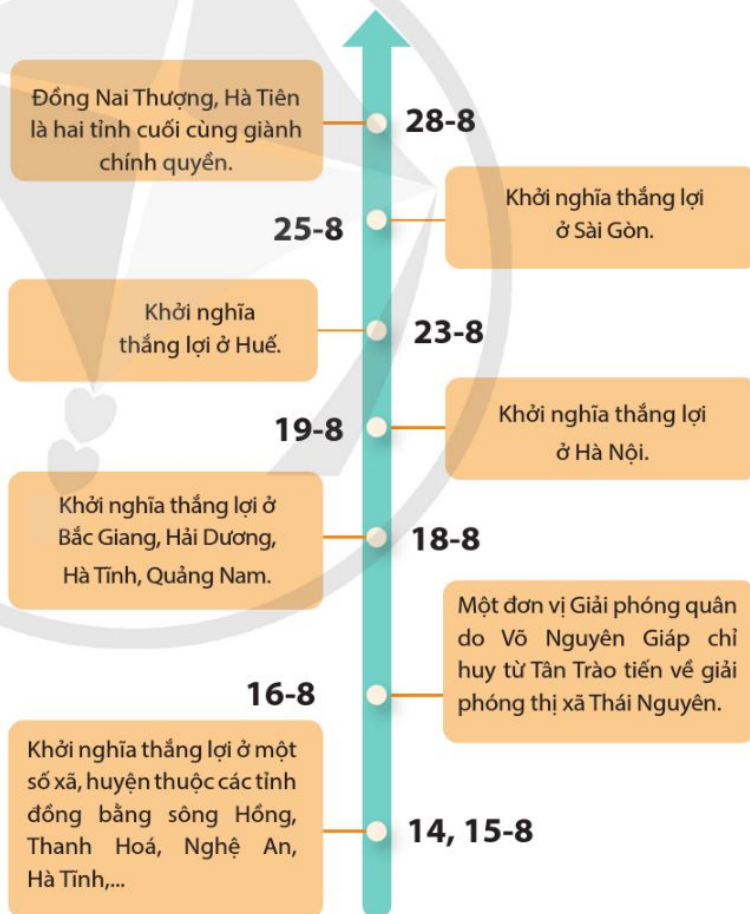 Đồng Nai Thượng, Hà Tiên
là hai tỉnh cuối cùng giành
chính quyền.
28-8
Khởi nghĩa thắng lợi
ở Sài Gòn.
25-8
Khởi nghĩa
thắng lợi ở Huế.
23-8
Khởi nghĩa thắng lợi
ở Hà Nội.
19-8
Khởi nghĩa thắng lợi ở
Bắc Giang, Hải Dương,
Hà Tĩnh, Quảng Nam.
18-8
Một đơn vị Giải phóng quân
do Võ Nguyên Giáp chỉ
huy từ Tân Trào tiến về giải
phóng thị xã Thái Nguyên.
16-8
Khởi nghĩa thắng lợi ở một
số xã, huyện thuộc các tỉnh
đồng bằng sông Hồng,
Thanh Hoá, Nghệ An,
Hà Tĩnh,...
14, 15-8